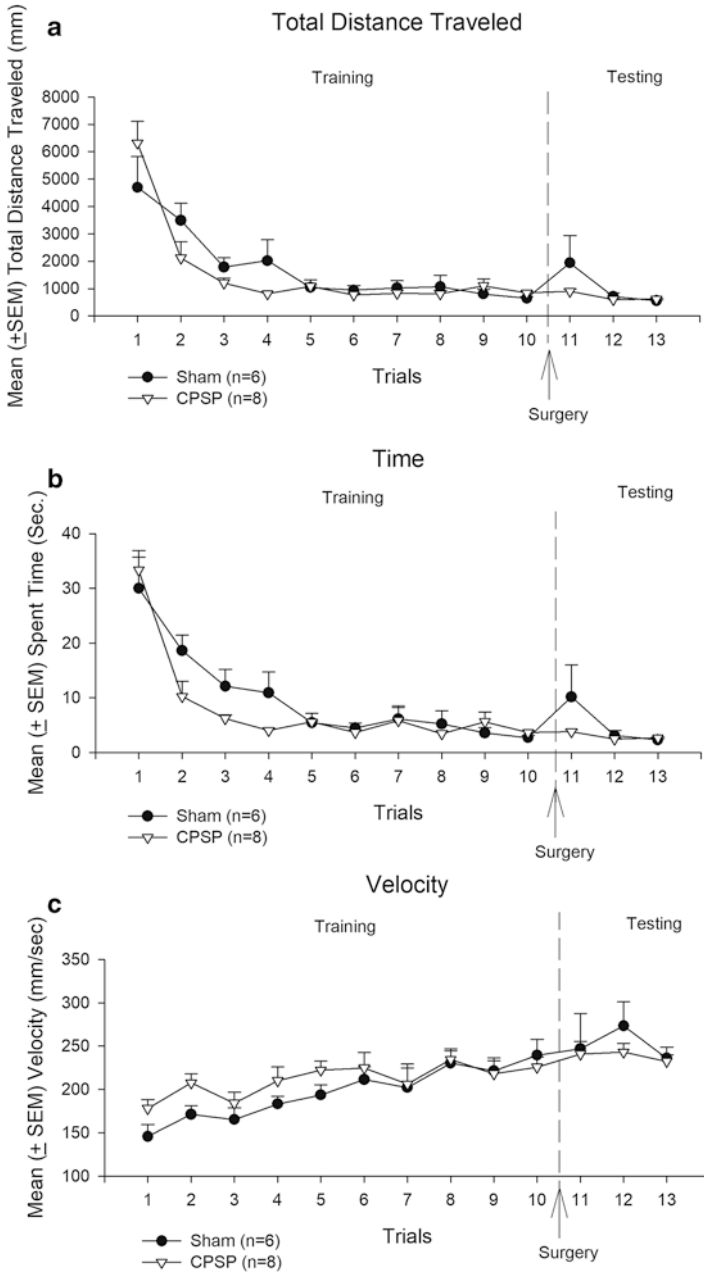 a
Total Distance Traveled
Mean (±SEM) Total Distance Traveled (mm)
Training
Testing
8000
7000
6000
5000
4000
3000
2000
1000
0
1 2 3 4 5 6 7 8 9 10 11 12 13
Sham (n=6)
CPSP (n=8)
Trials
Surgery
b
Time
Mean (± SEM) Spent Time (Sec.)
Training
Testing
40
30
20
10
0
1 2 3 4 5 6 7 8 9 10 11 12 13
Sham (n=6)
CPSP (n=8)
Trials
Surgery
c
Velocity
Mean (± SEM) Velocity (mm/sec)
Training
Testing
350
300
250
200
150
100
1 2 3 4 5 6 7 8 9 10 11 12 13
Sham (n=6)
CPSP (n=8)
Trials
Surgery